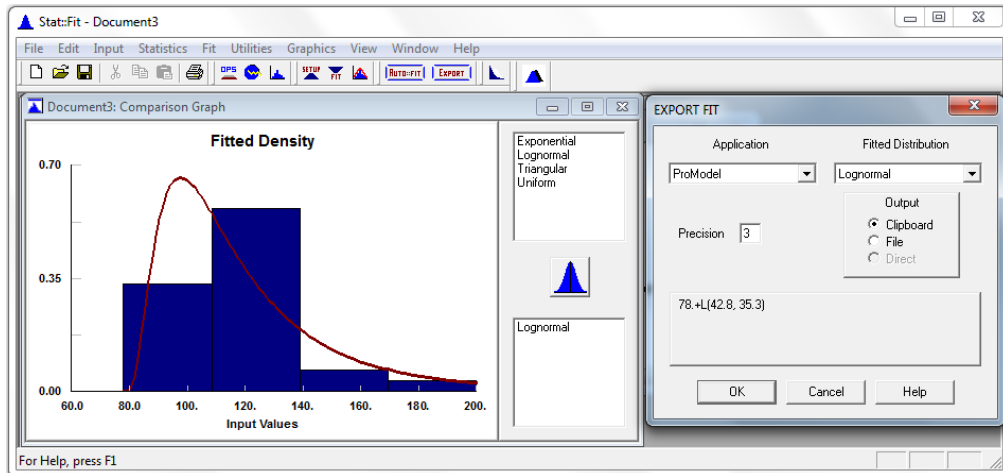 Stat::Fit - Document3
File Edit Input Statistics Fit Utilities Graphics View Window Help
OPS SETUP FIT AUTO::FIT EXPORT
Document3: Comparison Graph
Fitted Density
0.70
0.35
0.00
60.0 80.0 100. 120. 140. 160. 180. 200.
Input Values
Exponential
Lognormal
Triangular
Uniform
Lognormal
EXPORT FIT
Application Fitted Distribution
ProModel Lognormal
Output
Precision 3
Clipboard
File
Direct
78.+L(42.8, 35.3)
OK Cancel Help
For Help, press F1